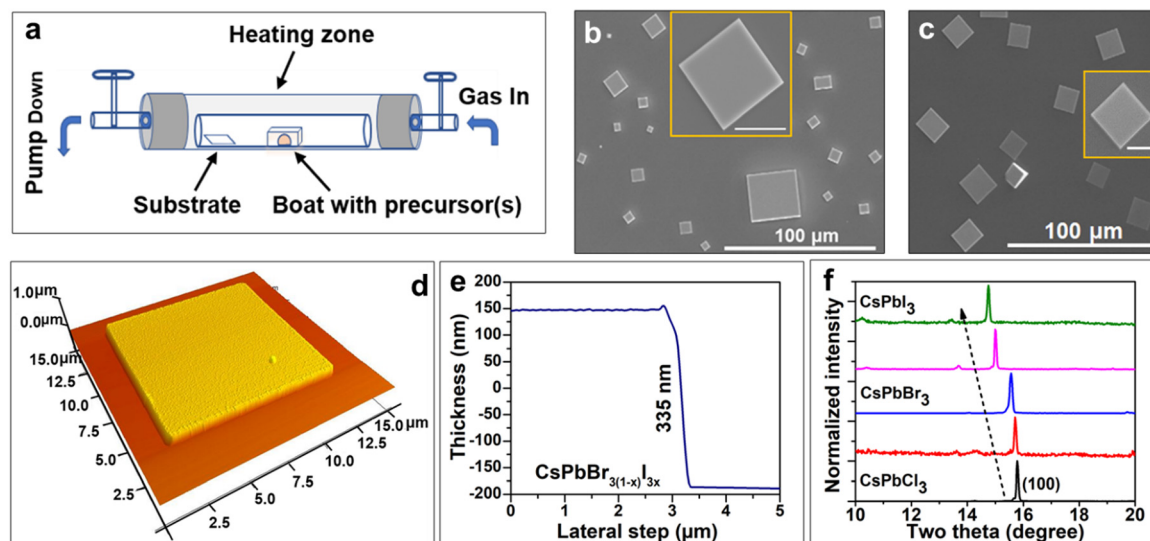 a
Heating zone
Gas In
Pump Down
Substrate
Boat with precursor(s)
b
100 µm
c
100 µm
d
1.0µm
0.0µm
15.0µm
12.5
10.0
7.5
5.0
2.5
15.0µm
12.5
10.0
7.5
5.0
2.5
e
Thickness (nm)
200
150
100
50
0
-50
-100
-150
-200
335 nm
CsPbBr3(1-x)I3x
0 1 2 3 4 5
Lateral step (µm)
f
Normalized intensity
CsPbI3
CsPbBr3
CsPbCl3
(100)
10 12 14 16 18 20
Two theta (degree)